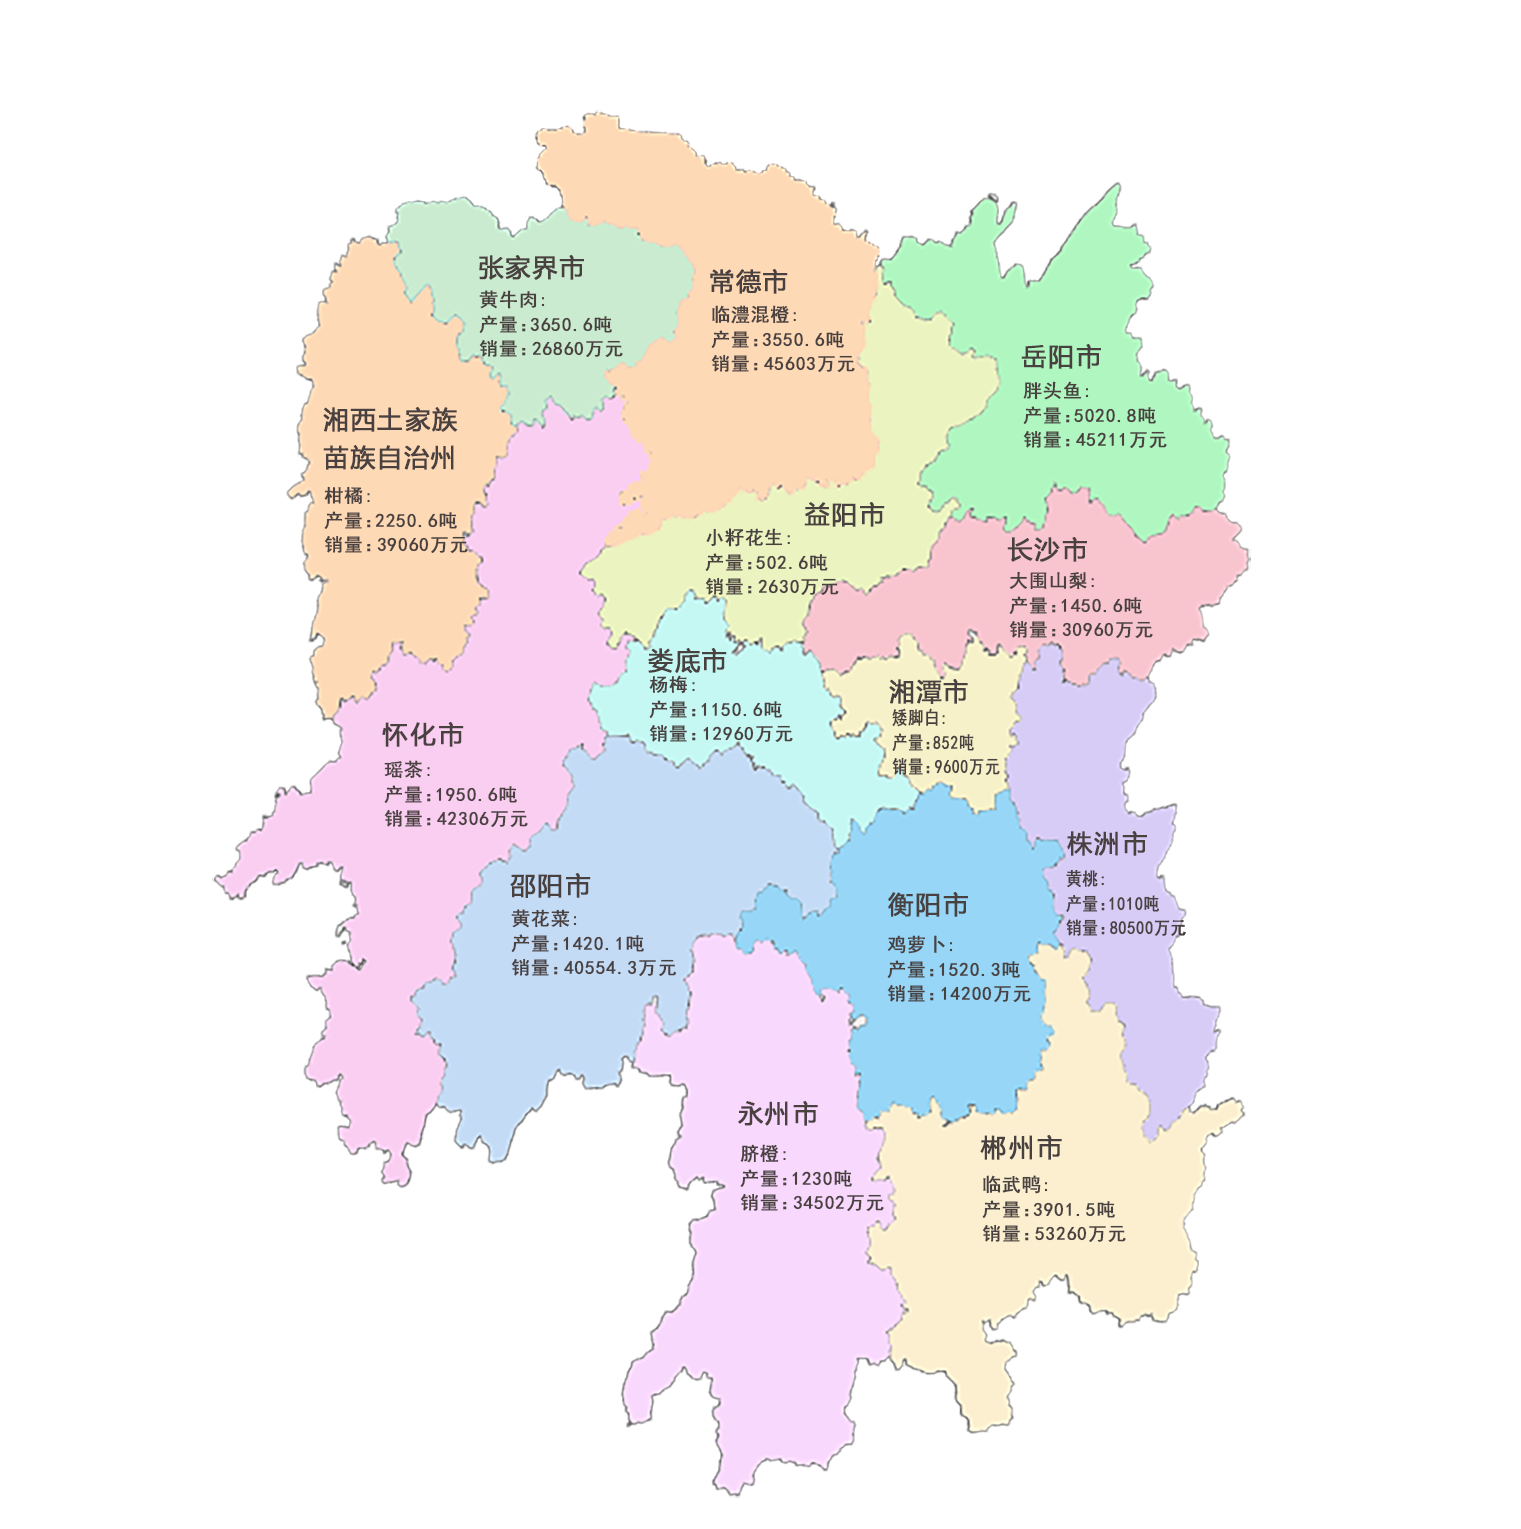 张家界市
黄牛肉:
产量:3650.6吨
销量:26860万元
常德市
临澧混橙:
产量:3550.6吨
销量:45603万元
岳阳市
胖头鱼:
产量:5020.8吨
销量:45211万元
湘西土家族
苗族自治州
柑橘:
产量:2250.6吨
销量:39060万元
益阳市
小籽花生:
产量:502.6吨
销量:2630万元
长沙市
大围山梨:
产量:1450.6吨
销量:30960万元
娄底市
杨梅:
产量:1150.6吨
销量:12960万元
湘潭市
矮脚白:
产量:852吨
销量:9600万元
怀化市
瑶茶:
产量:1950.6吨
销量:42306万元
株洲市
黄桃:
产量:1010吨
销量:80500万元
邵阳市
黄花菜:
产量:1420.1吨
销量:40554.3万元
衡阳市
鸡萝卜:
产量:1520.3吨
销量:14200万元
永州市
脐橙:
产量:1230吨
销量:34502万元
郴州市
临武鸭:
产量:3901.5吨
销量:53260万元